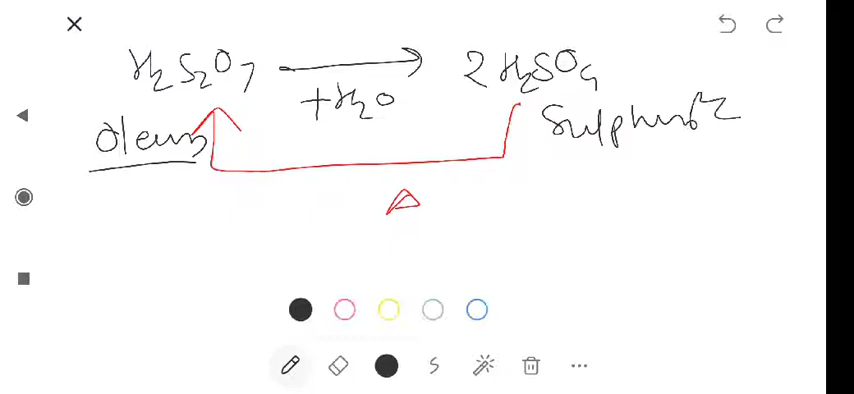 H2S2O7 → 2H2SO4
+H2O
Oleum Sulphuric
Δ